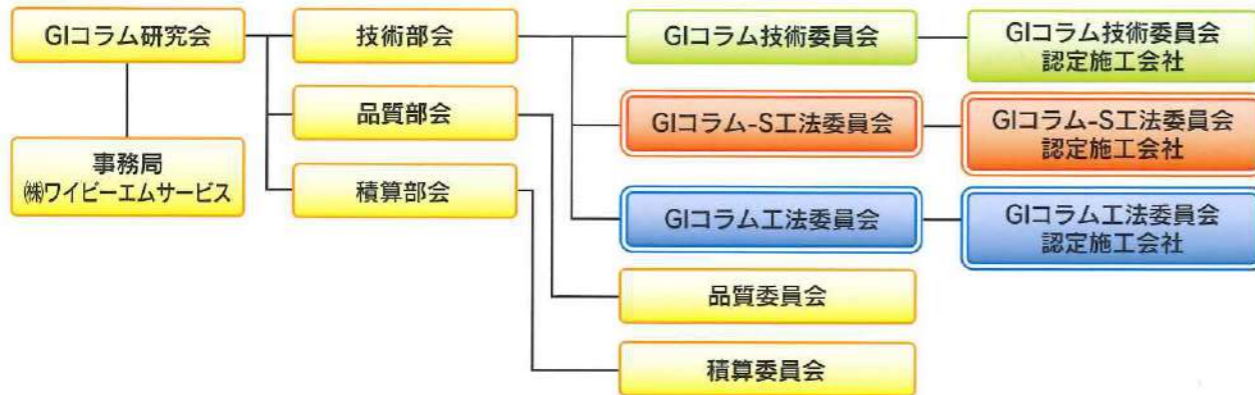 GIコラム研究会
技術部会
GIコラム技術委員会
GIコラム技術委員会
認定施工会社
品質部会
GIコラム-S工法委員会
GIコラム-S工法委員会
認定施工会社
事務局
㈱ワイビーエムサービス
積算部会
GIコラム工法委員会
GIコラム工法委員会
認定施工会社
品質委員会
積算委員会